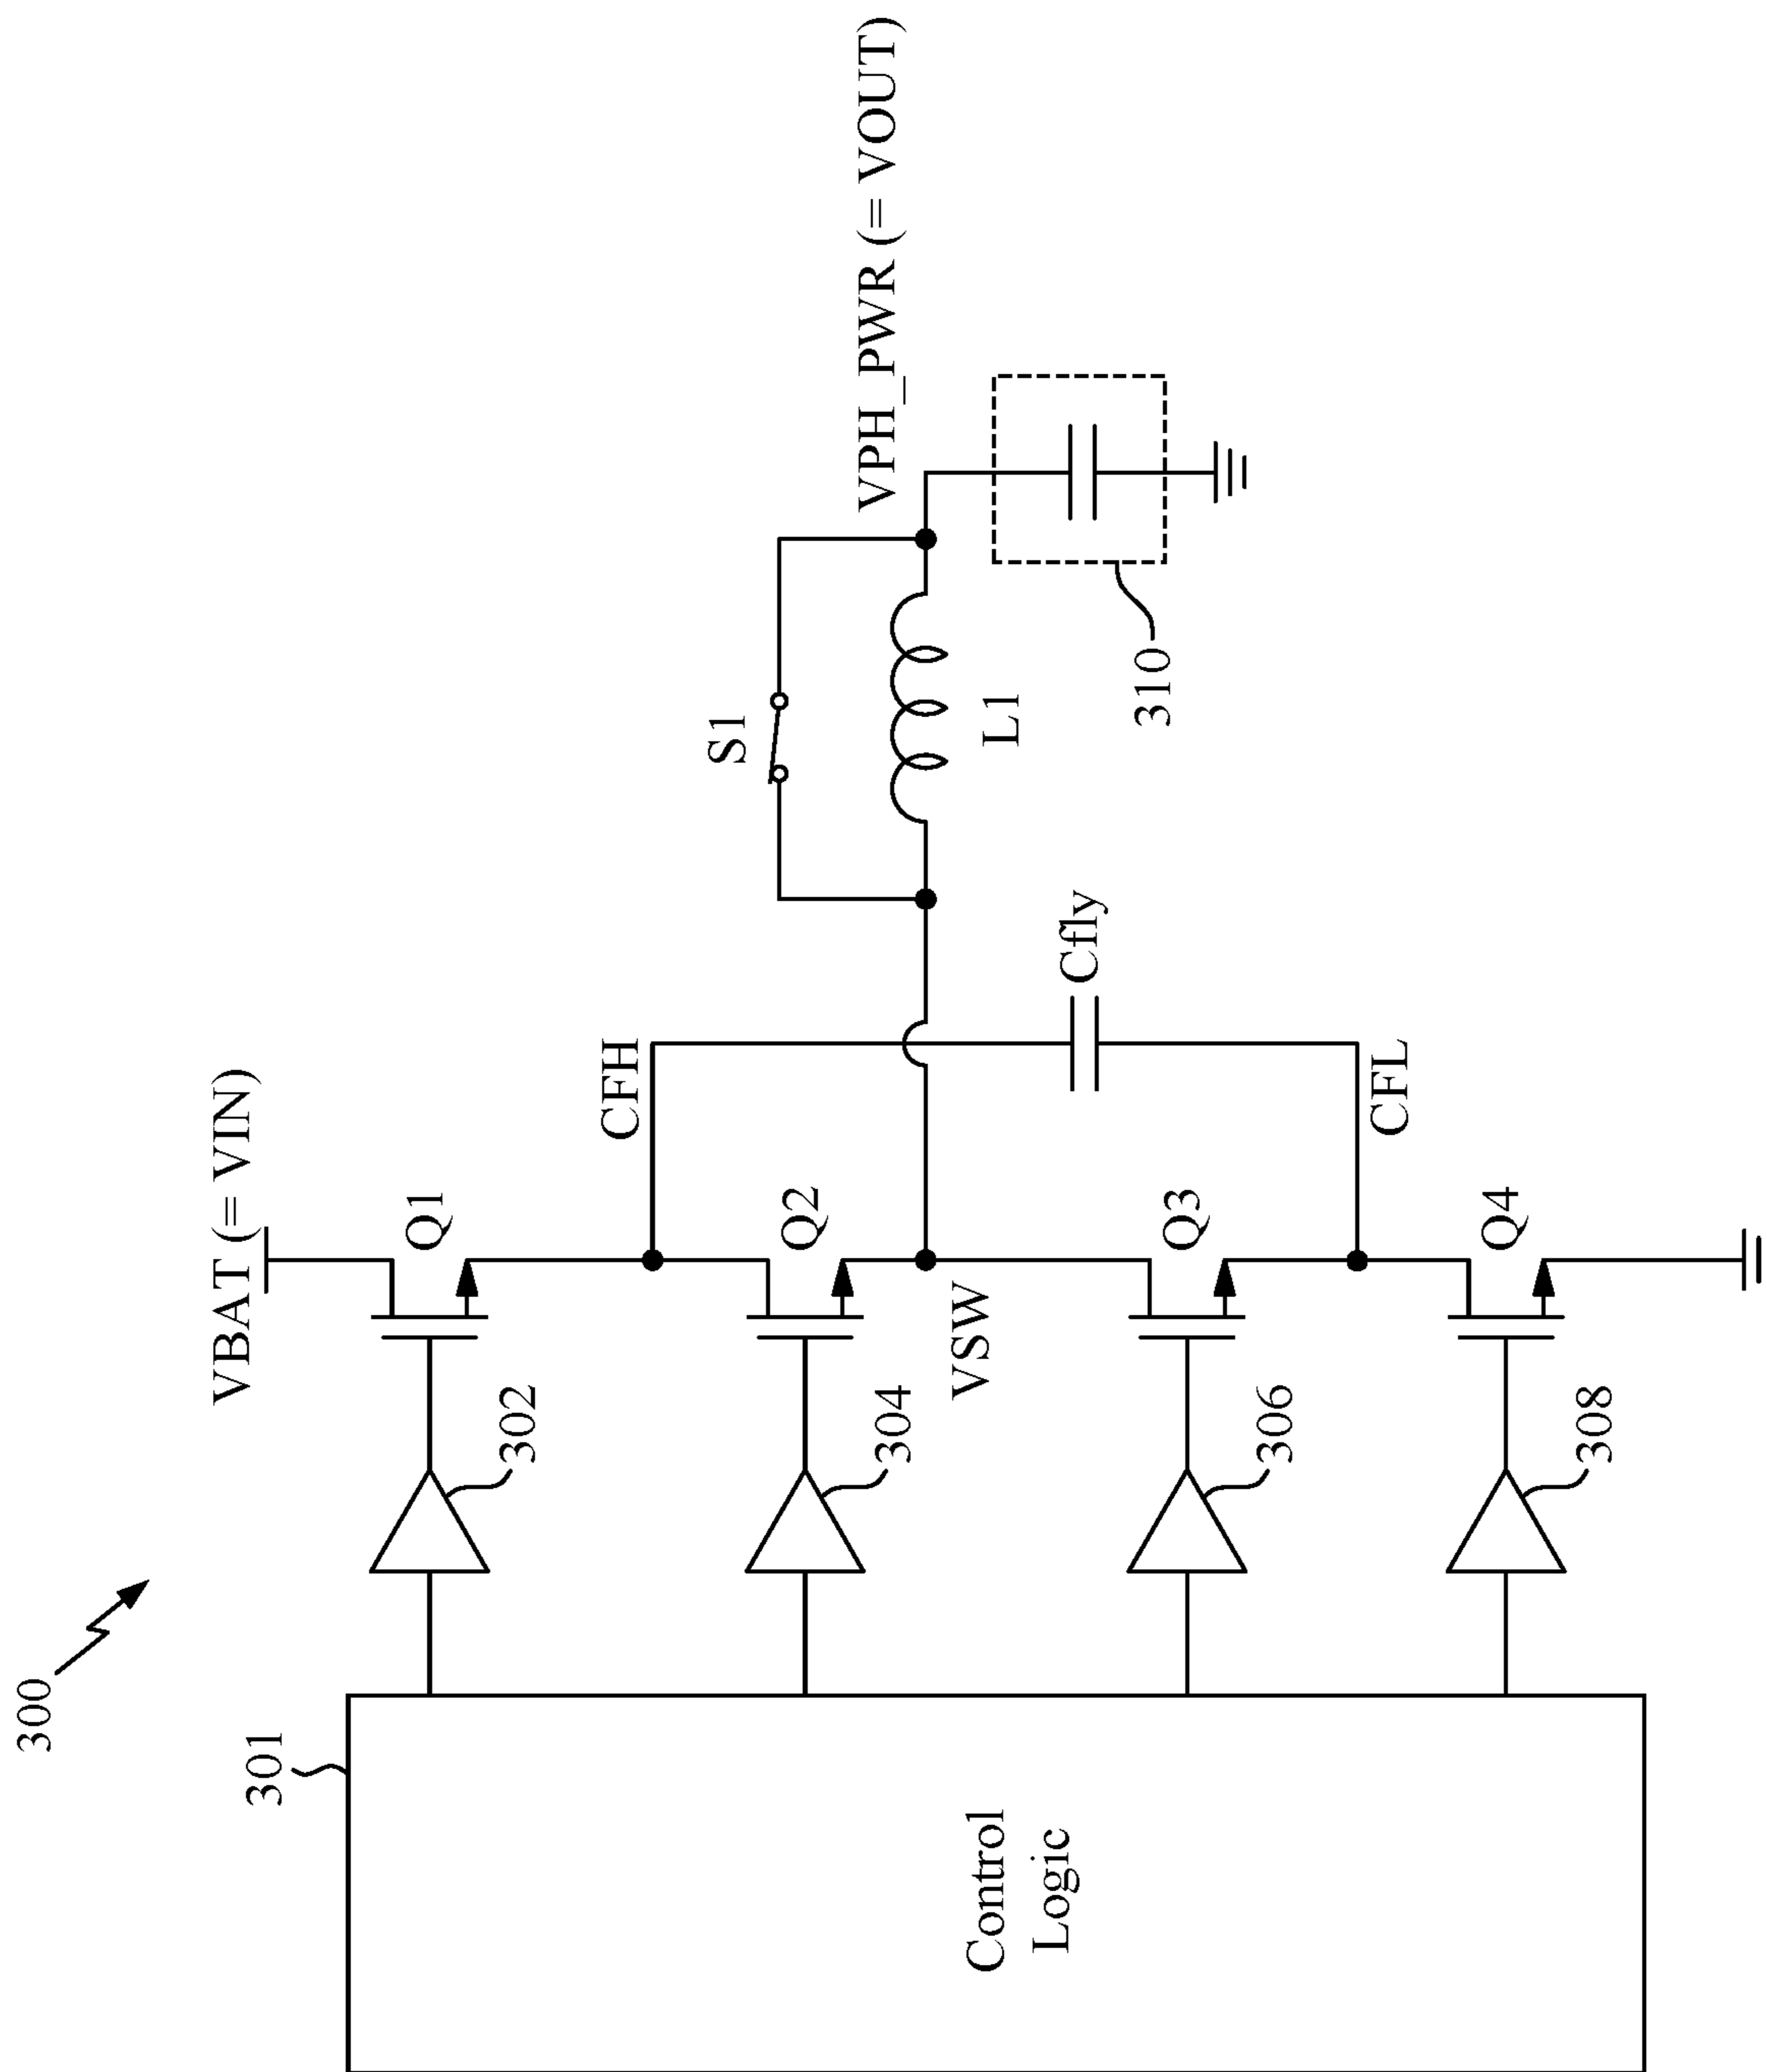 300
301
Control
Logic
302
304
306
308
VBAT (= VIN)
Q1
Q2
VSW
Q3
Q4
CFH
CFL
Cfly
S1
L1
310
VPH_PWR (= VOUT)